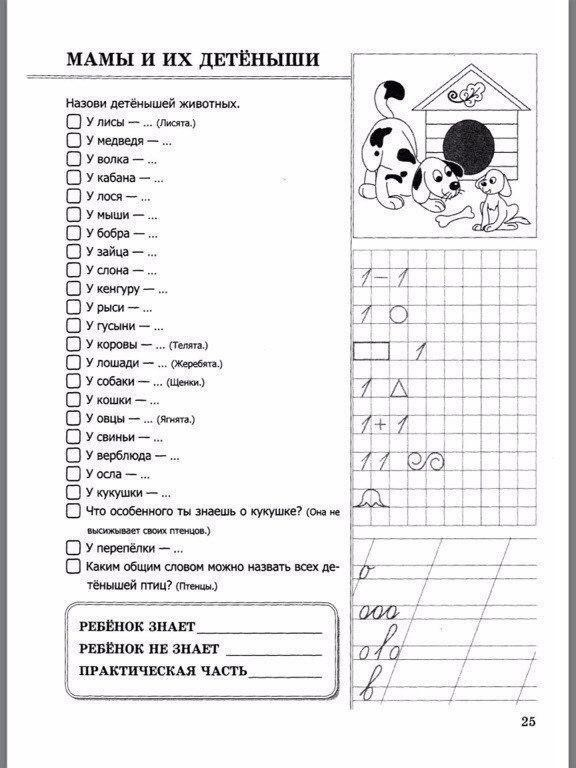 МАМЫ И ИХ ДЕТЁНЫШИ
Назови детёнышей животных.
У лисы — ... (Лисята.)
У медведя — ...
У волка — ...
У кабана — ...
У лося — ...
У мыши — ...
У бобра — ...
У зайца — ...
У слона — ...
У кенгуру — ...
У рыси — ...
У гусыни — ...
У коровы — ... (Телята.)
У лошади — ... (Жеребята.)
У собаки — ... (Щенки.)
У кошки — ...
У овцы — ... (Ягнята.)
У свиньи — ...
У верблюда — ...
У осла — ...
У кукушки — ...
Что особенного ты знаешь о кукушке? (Она не
высиживает своих птенцов.)
У перепёлки — ...
Каким общим словом можно назвать всех де-
тёнышей птиц? (Птенцы.)
РЕБЁНОК ЗНАЕТ
РЕБЁНОК НЕ ЗНАЕТ
ПРАКТИЧЕСКАЯ ЧАСТЬ
1 – 1
1
1
1
1 + 1
1 1
о
ооо
ово
в
25